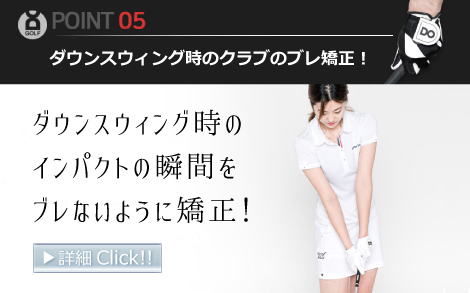 GOLF
POINT 05
DO
ダウンスウィング時のクラブのブレ矯正！
ダウンスウィング時の
インパクトの瞬間を
ブレないように矯正！
▶詳細 Click!!